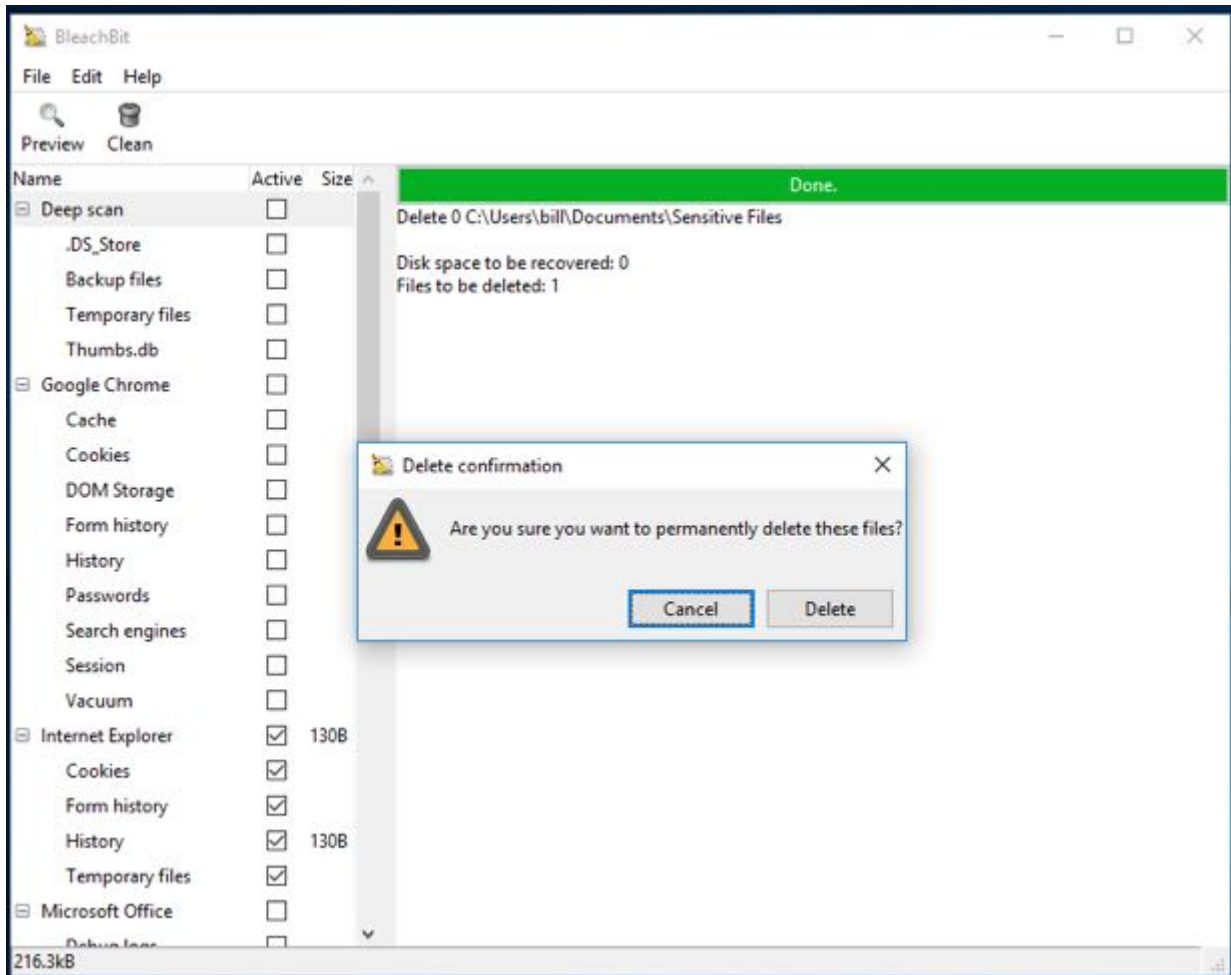 BleachBit
File Edit Help
Preview Clean
Name Active Size
Deep scan
.DS_Store
Backup files
Temporary files
Thumbs.db
Google Chrome
Cache
Cookies
DOM Storage
Form history
History
Passwords
Search engines
Session
Vacuum
Internet Explorer 130B
Cookies
Form history
History 130B
Temporary files
Microsoft Office
Debug logs
216.3kB
Done.
Delete 0 C:\Users\bill\Documents\Sensitive Files
Disk space to be recovered: 0
Files to be deleted: 1
Delete confirmation
Are you sure you want to permanently delete these files?
Cancel Delete